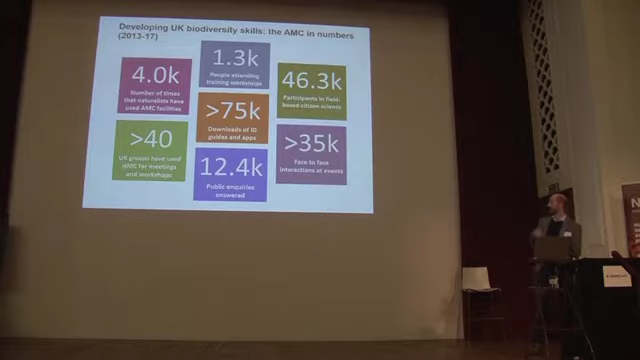 Developing UK biodiversity skills: the AMC in numbers
(2013-17)
4.0k
Number of times
that naturalists have
used AMC facilities
1.3k
People attending
training workshops
46.3k
Participants in field-
based citizen science
>75k
Downloads of ID
guides and apps
>40
UK groups have used
AMC for meetings
and workshops
12.4k
Public enquiries
answered
>35k
Face to face
interactions at events